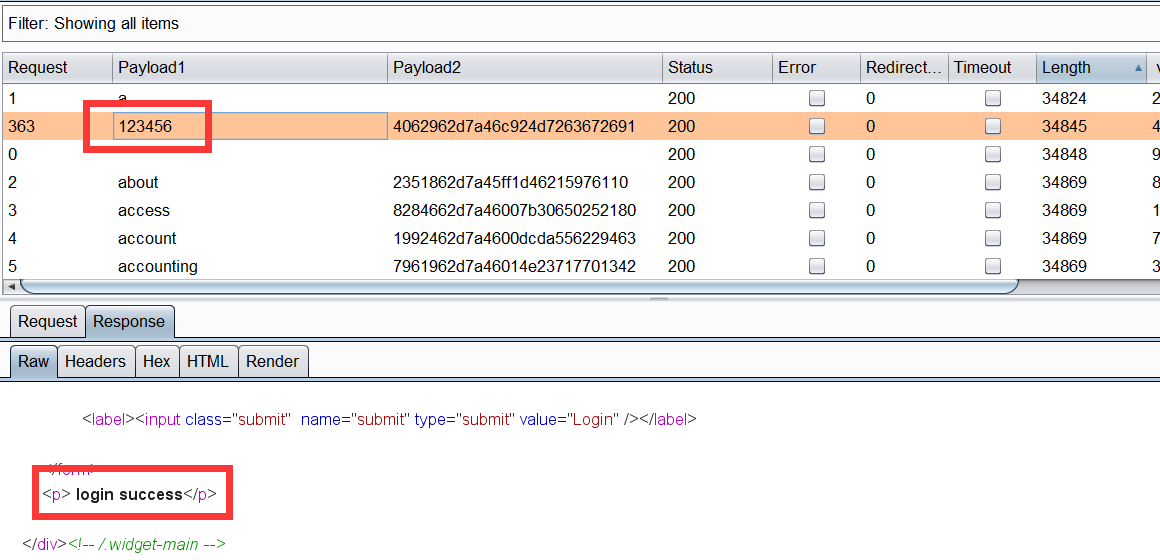 Filter: Showing all items
Request Payload1 Payload2 Status Error Redirect... Timeout Length
1 a 200 0 34824 2
363 123456 4062962d7a46c924d7263672691 200 0 34845 4
0 200 0 34848 9
2 about 2351862d7a45ff1d46215976110 200 0 34869 8
3 access 8284662d7a46007b30650252180 200 0 34869 1
4 account 1992462d7a4600dcda556229463 200 0 34869 7
5 accounting 7961962d7a46014e23717701342 200 0 34869 3
Request Response
Raw Headers Hex HTML Render
<label><input class="submit" name="submit" type="submit" value="Login" /></label>
</form>
<p> login success</p>
</div><!-- /.widget-main -->